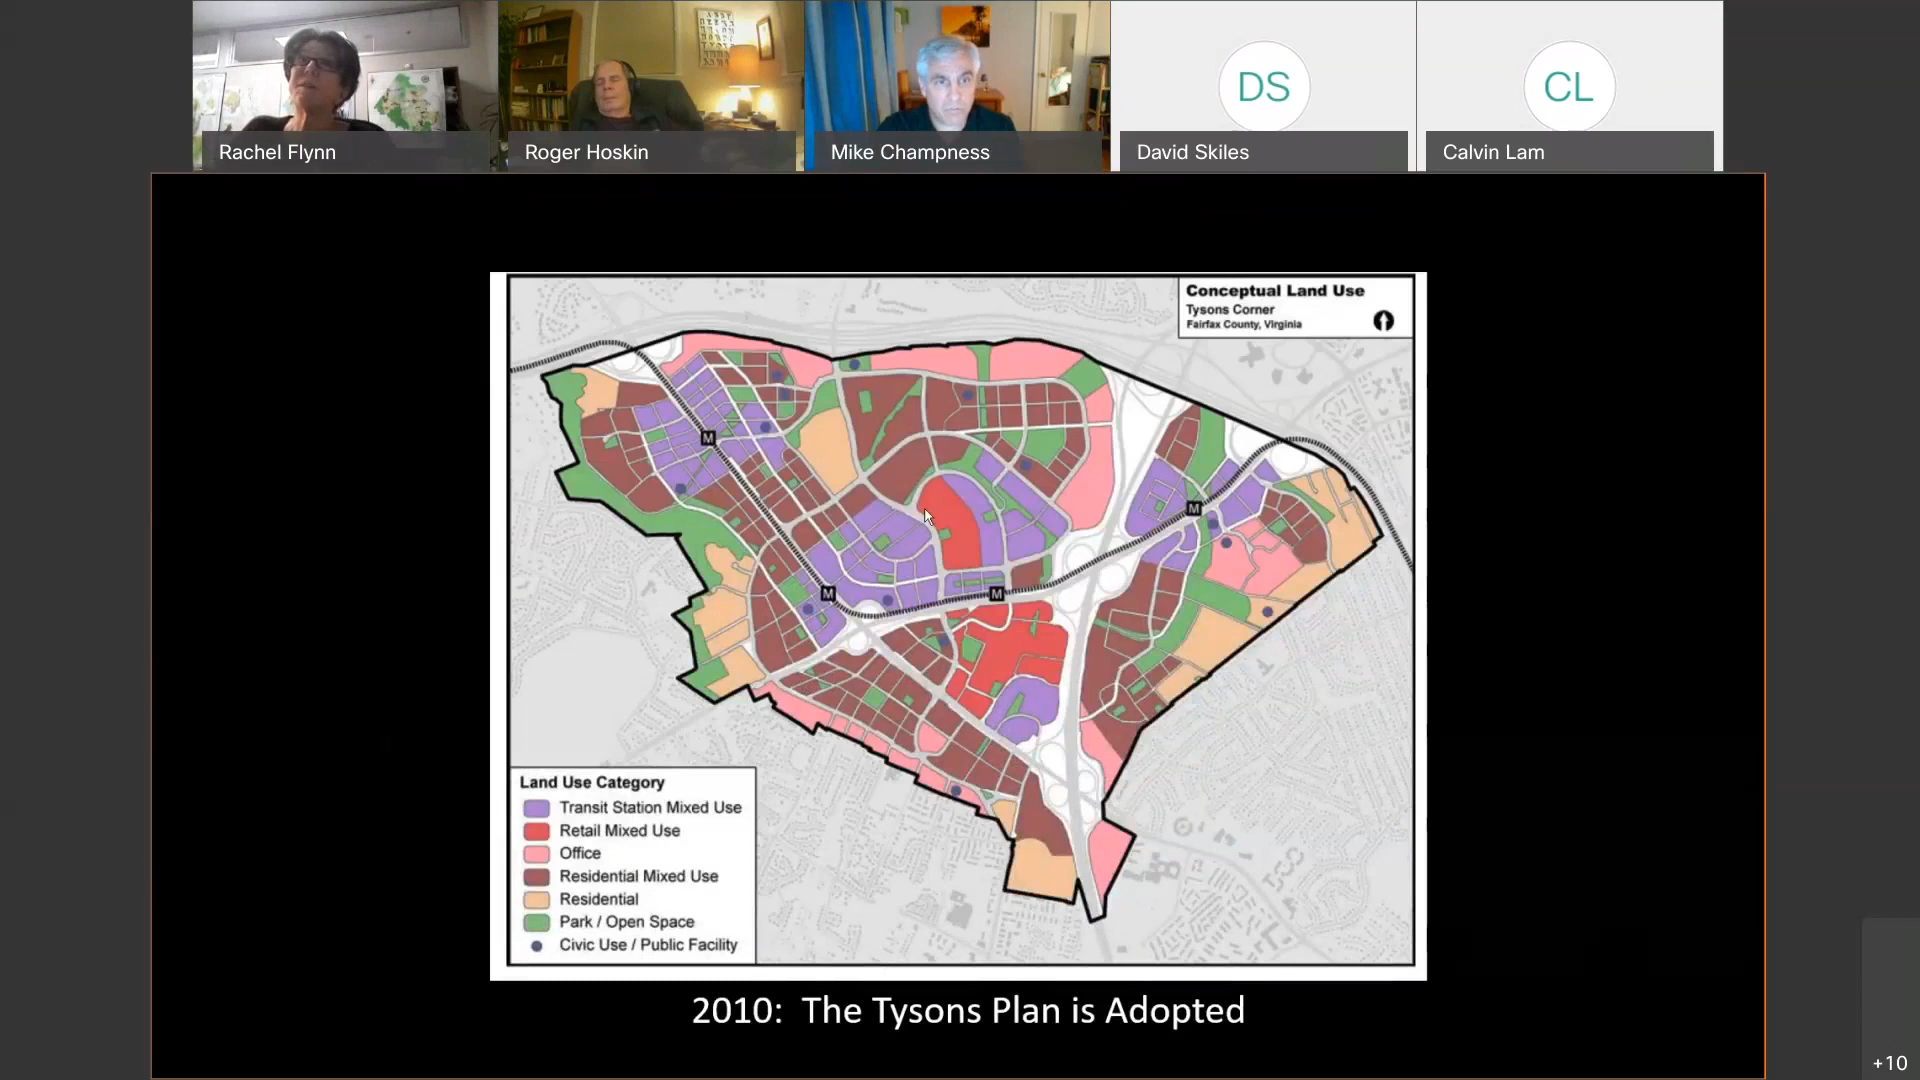 Rachel Flynn
Roger Hoskin
Mike Champness
DS
David Skiles
CL
Calvin Lam
Conceptual Land Use
Tysons Corner
Fairfax County, Virginia
M
M
M
M
Land Use Category
Transit Station Mixed Use
Retail Mixed Use
Office
Residential Mixed Use
Residential
Park / Open Space
Civic Use / Public Facility
2010: The Tysons Plan is Adopted
+10